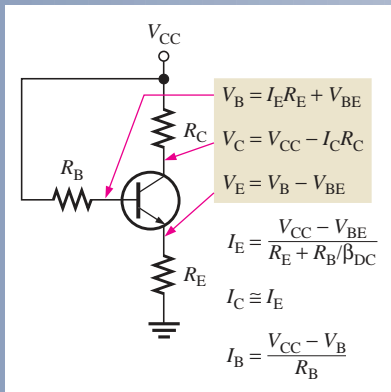 V_CC
R_C
R_B
R_E
V_B = I_E R_E + V_BE
V_C = V_CC − I_C R_C
V_E = V_B − V_BE
I_E = (V_CC − V_BE) / (R_E + R_B/β_DC)
I_C ≅ I_E
I_B = (V_CC − V_B) / R_B